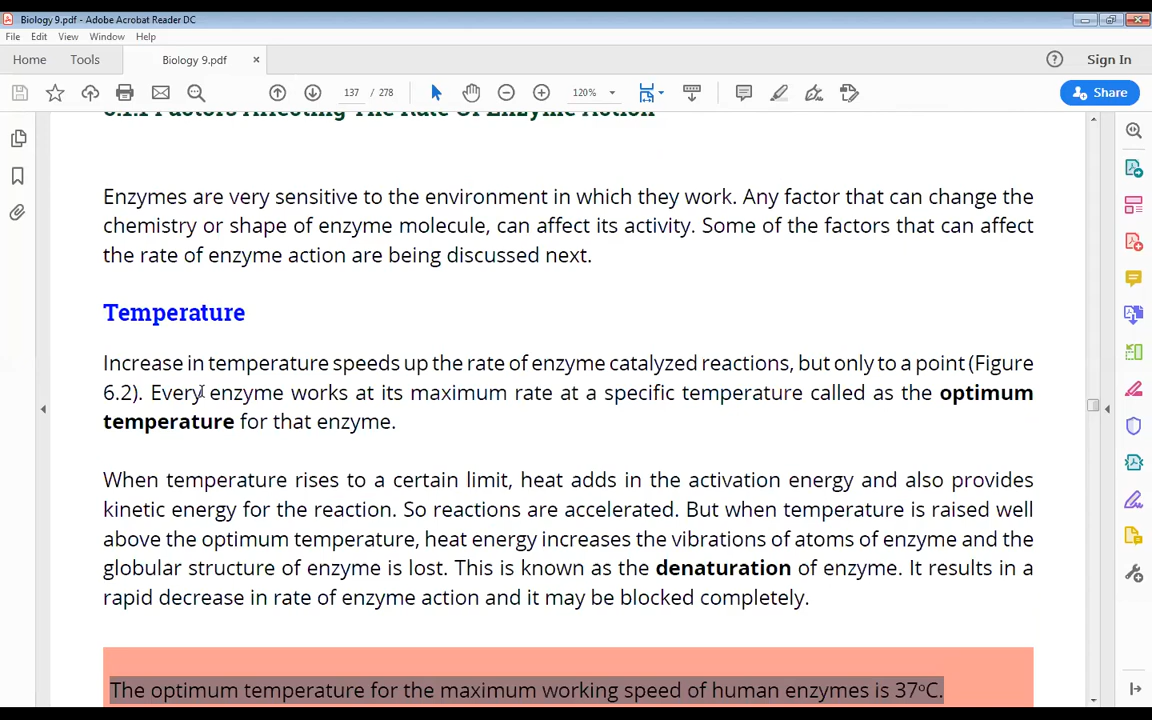 Biology 9.pdf - Adobe Acrobat Reader DC
File Edit View Window Help
Home Tools Biology 9.pdf × Sign In
137 / 278 120% Share
6.1.1 Factors Affecting The Rate Of Enzyme Action
Enzymes are very sensitive to the environment in which they work. Any factor that can change the
chemistry or shape of enzyme molecule, can affect its activity. Some of the factors that can affect
the rate of enzyme action are being discussed next.
Temperature
Increase in temperature speeds up the rate of enzyme catalyzed reactions, but only to a point (Figure
6.2). Every enzyme works at its maximum rate at a specific temperature called as the optimum
temperature for that enzyme.
When temperature rises to a certain limit, heat adds in the activation energy and also provides
kinetic energy for the reaction. So reactions are accelerated. But when temperature is raised well
above the optimum temperature, heat energy increases the vibrations of atoms of enzyme and the
globular structure of enzyme is lost. This is known as the denaturation of enzyme. It results in a
rapid decrease in rate of enzyme action and it may be blocked completely.
The optimum temperature for the maximum working speed of human enzymes is 37°C.